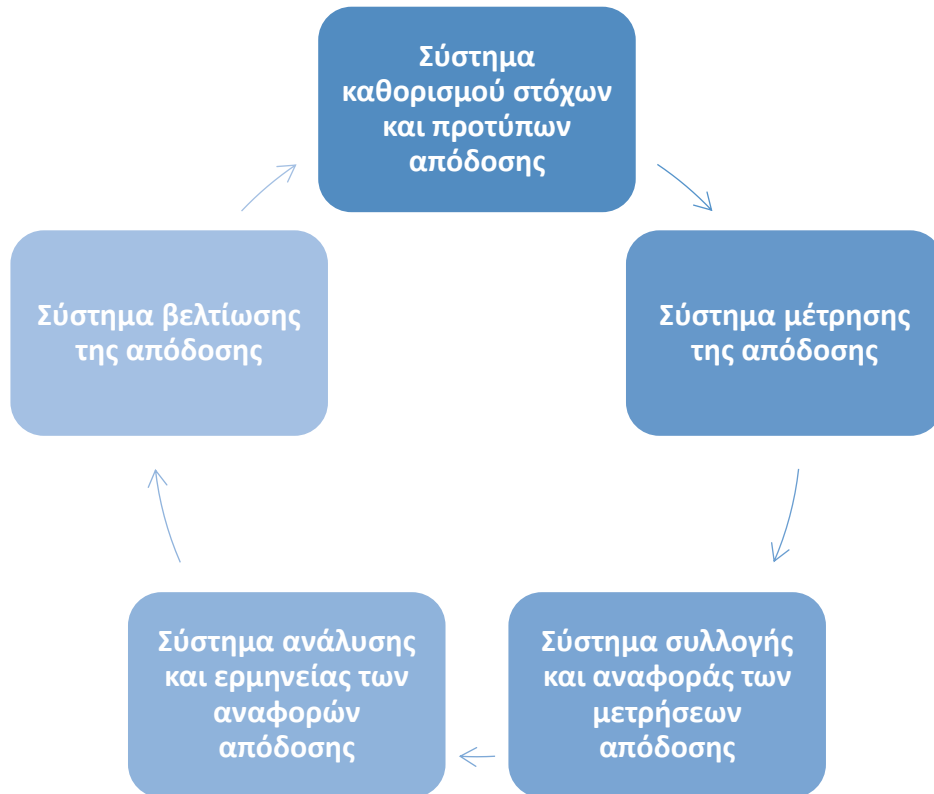 Σύστημα
καθορισμού στόχων
και προτύπων
απόδοσης
Σύστημα μέτρησης
της απόδοσης
Σύστημα συλλογής
και αναφοράς των
μετρήσεων
απόδοσης
Σύστημα ανάλυσης
και ερμηνείας των
αναφορών
απόδοσης
Σύστημα βελτίωσης
της απόδοσης